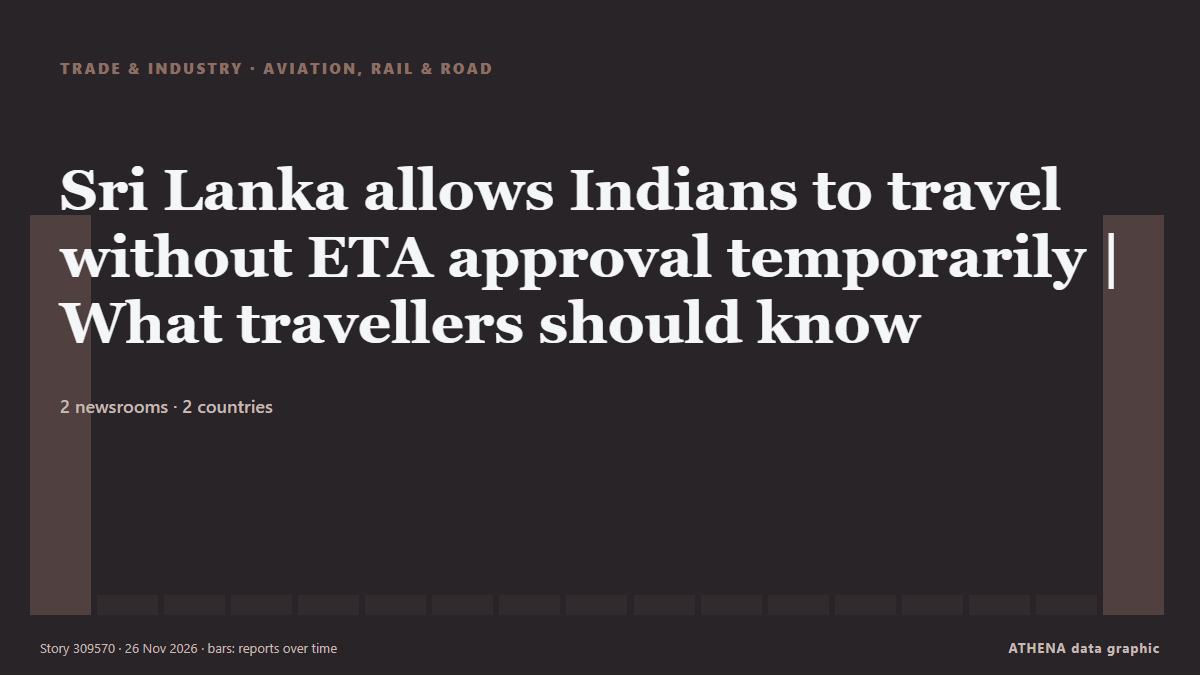 TRADE & INDUSTRY · AVIATION, RAIL & ROAD
Sri Lanka allows Indians to travel
without ETA approval temporarily |
What travellers should know
2 newsrooms · 2 countries
Story 309570 · 26 Nov 2026 · bars: reports over time
ATHENA data graphic